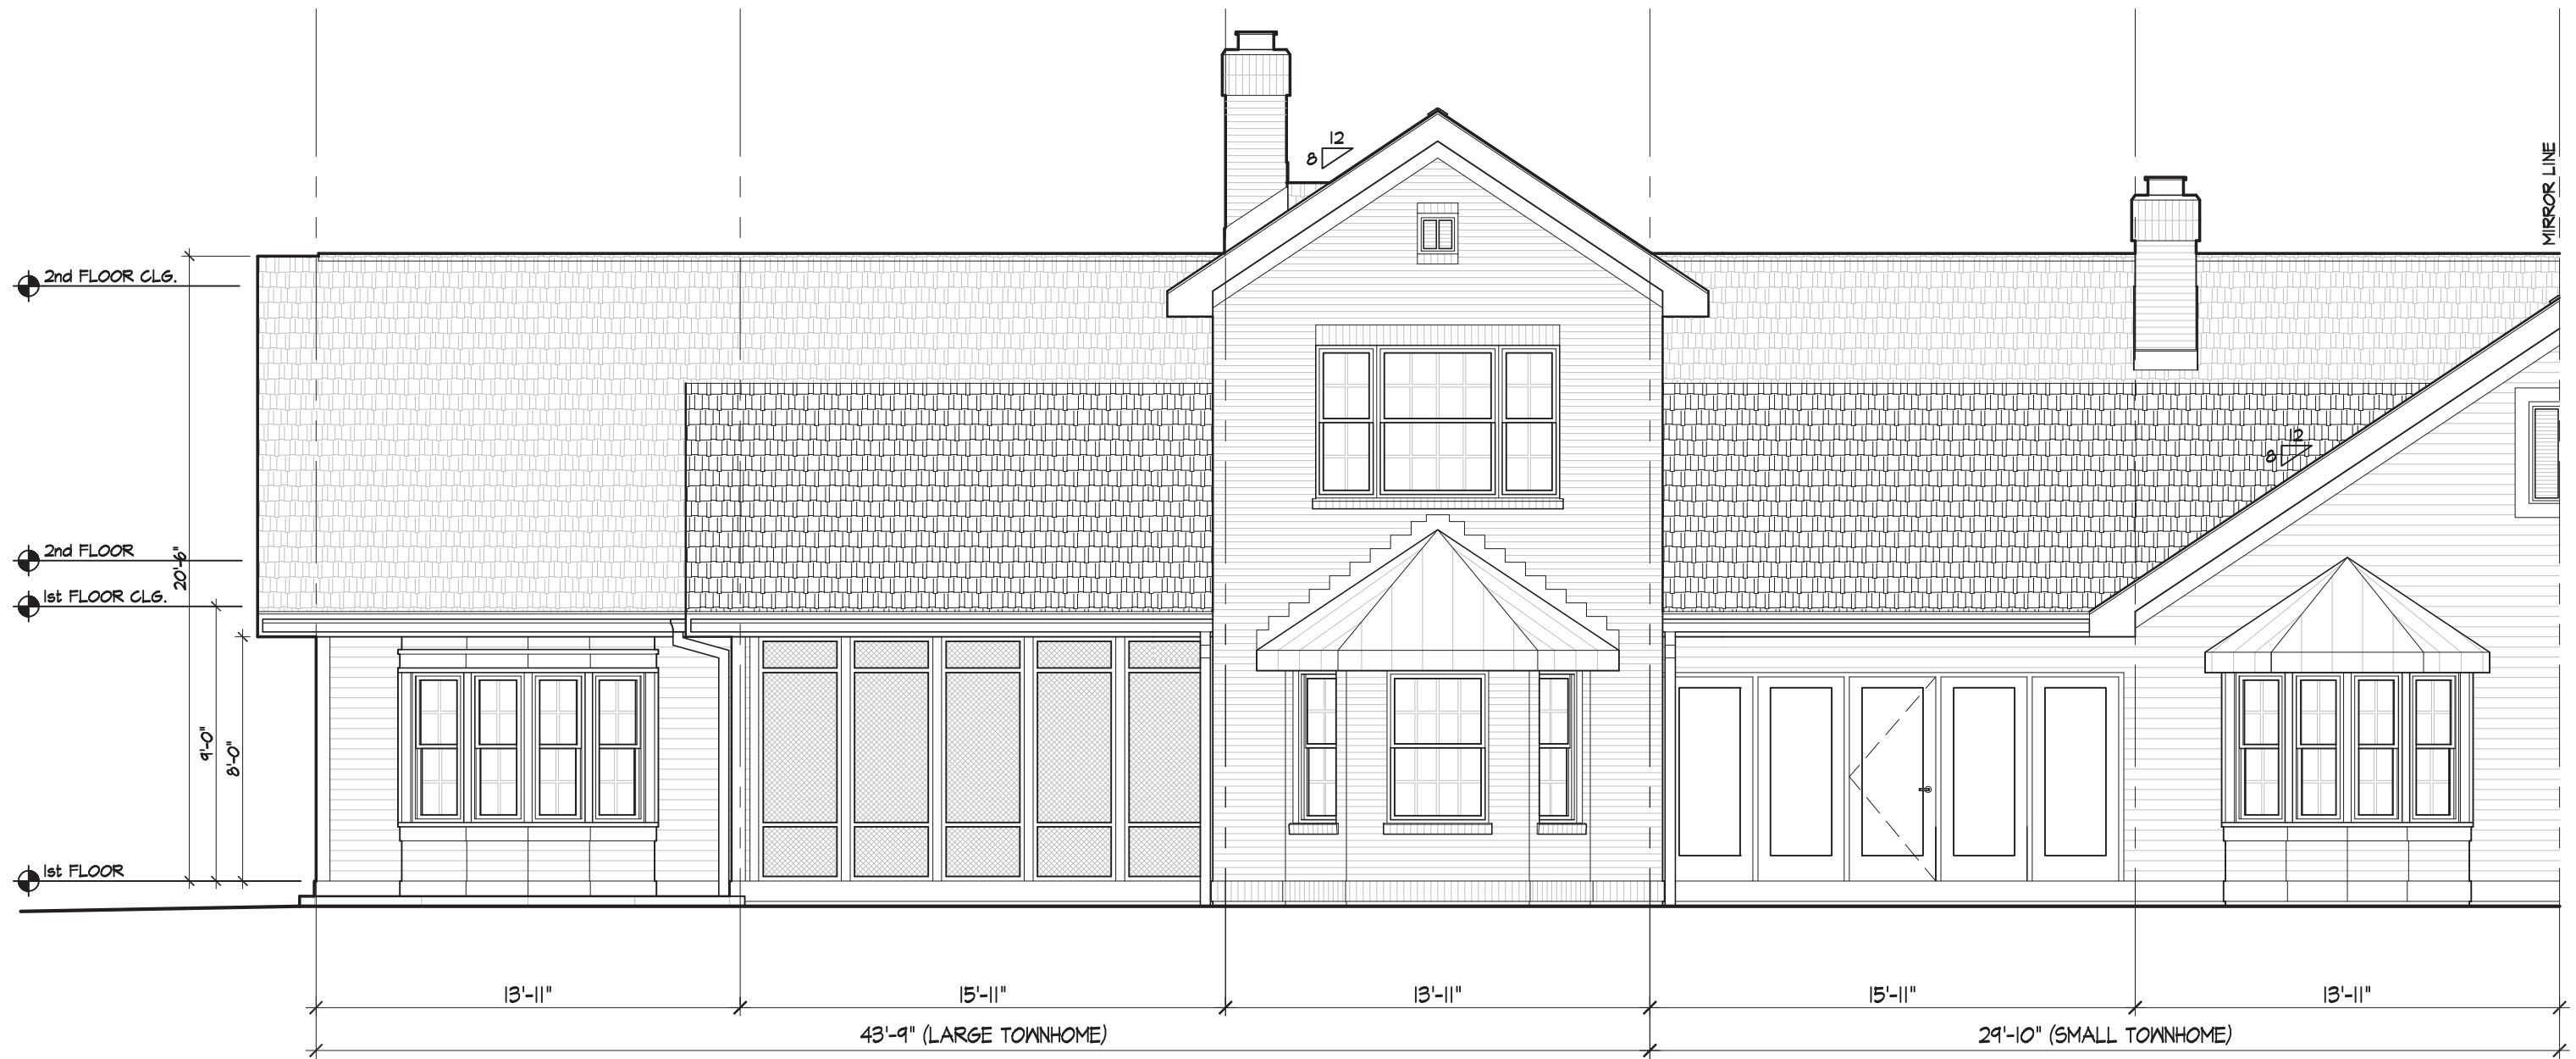 12
8
MIRROR LINE
2nd FLOOR CLG.
12
8
2nd FLOOR
20'-6"
1st FLOOR CLG.
9'-0"
8'-0"
1st FLOOR
13'-11"
15'-11"
13'-11"
15'-11"
13'-11"
43'-9" (LARGE TOWNHOME)
29'-10" (SMALL TOWNHOME)